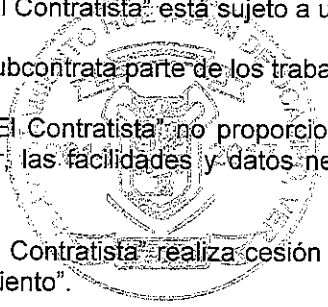 l Contratista" está sujeto a u
ubcontrata parte de los traba
El Contratista" no proporcio
, las facilidades y datos ne
Contratista" realiza cesión
iento".